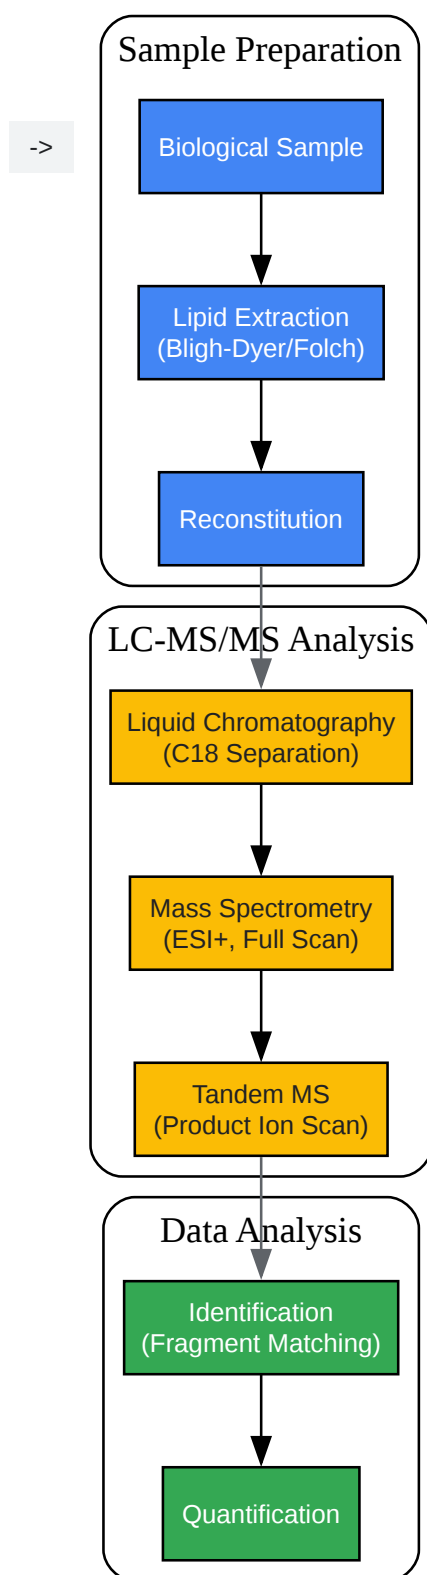 Sample Preparation
->
Biological Sample
Lipid Extraction
(Bligh-Dyer/Folch)
Reconstitution
LC-MS/MS Analysis
Liquid Chromatography
(C18 Separation)
Mass Spectrometry
(ESI+, Full Scan)
Tandem MS
(Product Ion Scan)
Data Analysis
Identification
(Fragment Matching)
Quantification